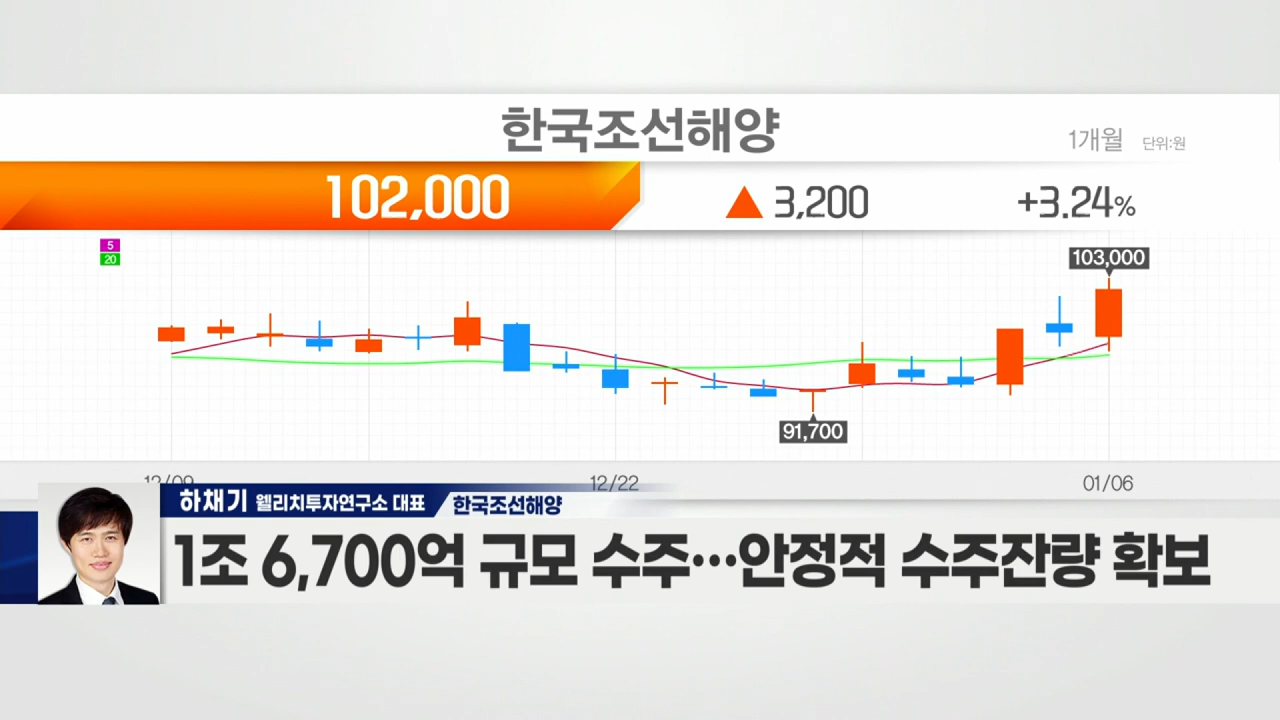 한국조선해양
1개월 단위:원
102,000 ▲ 3,200 +3.24%
5
20
103,000
91,700
12/09 12/22 01/06
하채기 웰리치투자연구소 대표 한국조선해양
1조 6,700억 규모 수주…안정적 수주잔량 확보